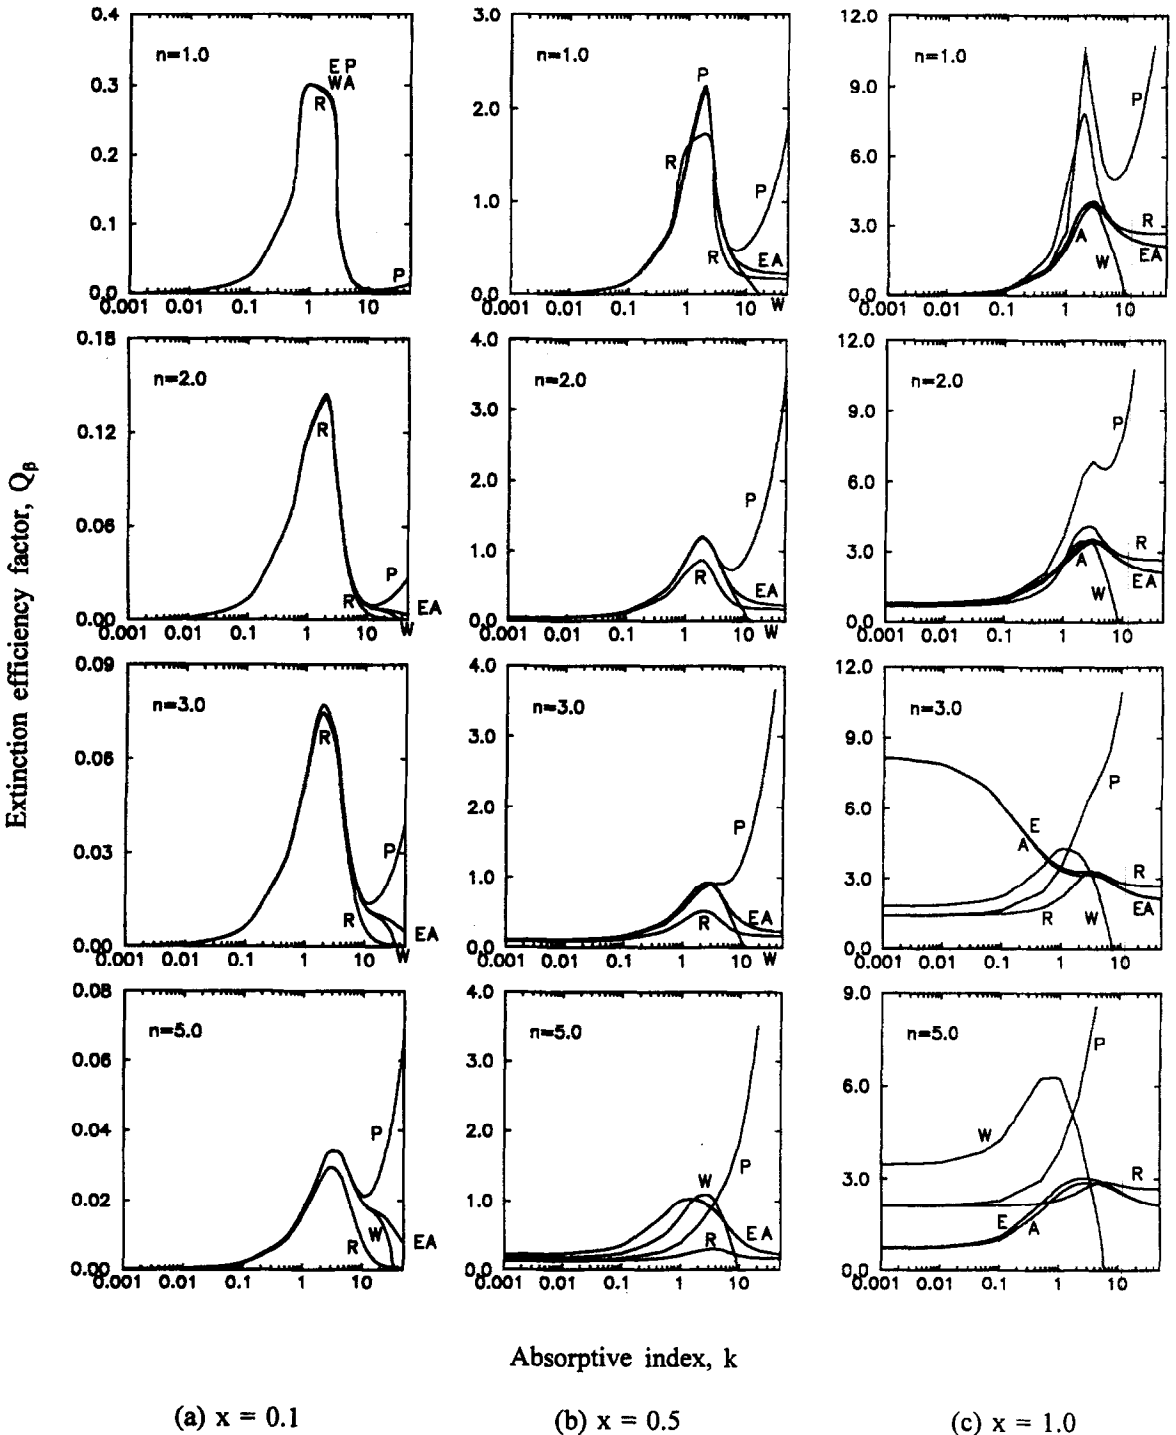 Extinction efficiency factor, Qβ
0.4
0.3
0.2
0.1
0.0
n=1.0
E P
WA
R
P
0.001 0.01 0.1 1 10
3.0
2.0
1.0
0.0
n=1.0
P
R
P
R
EA
W
0.001 0.01 0.1 1 10
12.0
9.0
6.0
3.0
0.0
n=1.0
P
R
A
W
EA
0.001 0.01 0.1 1 10
0.18
0.12
0.06
0.00
n=2.0
R
P
R
EA
W
0.001 0.01 0.1 1 10
4.0
3.0
2.0
1.0
0.0
n=2.0
P
R
EA
W
0.001 0.01 0.1 1 10
12.0
9.0
6.0
3.0
0.0
n=2.0
P
R
A
EA
W
0.001 0.01 0.1 1 10
0.09
0.06
0.03
0.00
n=3.0
R
P
R
EA
W
0.001 0.01 0.1 1 10
4.0
3.0
2.0
1.0
0.0
n=3.0
P
R
EA
W
0.001 0.01 0.1 1 10
12.0
9.0
6.0
3.0
0.0
n=3.0
P
E
A
R
EA
R
W
0.001 0.01 0.1 1 10
0.08
0.06
0.04
0.02
0.00
n=5.0
P
W
R
EA
0.001 0.01 0.1 1 10
4.0
3.0
2.0
1.0
0.0
n=5.0
P
W
R
EA
0.001 0.01 0.1 1 10
9.0
6.0
3.0
0.0
n=5.0
P
W
R
E
A
0.001 0.01 0.1 1 10
Absorptive index, k
(a) x = 0.1
(b) x = 0.5
(c) x = 1.0